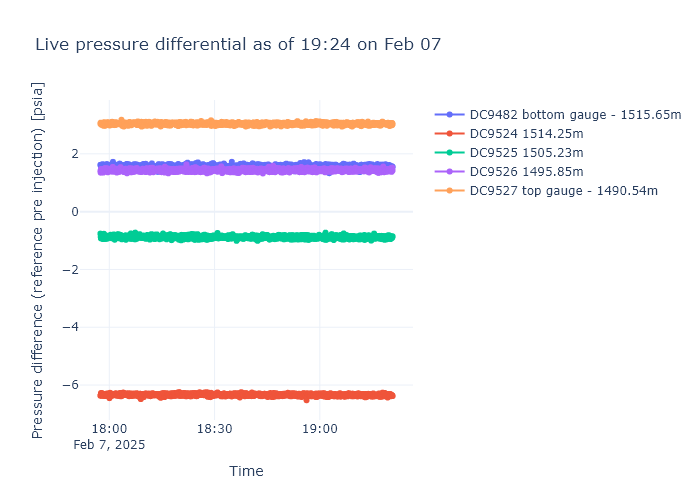 Live pressure differential as of 19:24 on Feb 07
Pressure difference (reference pre injection) [psia]
2
0
−2
−4
−6
18:00
Feb 7, 2025
18:30
19:00
Time
DC9482 bottom gauge - 1515.65m
DC9524 1514.25m
DC9525 1505.23m
DC9526 1495.85m
DC9527 top gauge - 1490.54m